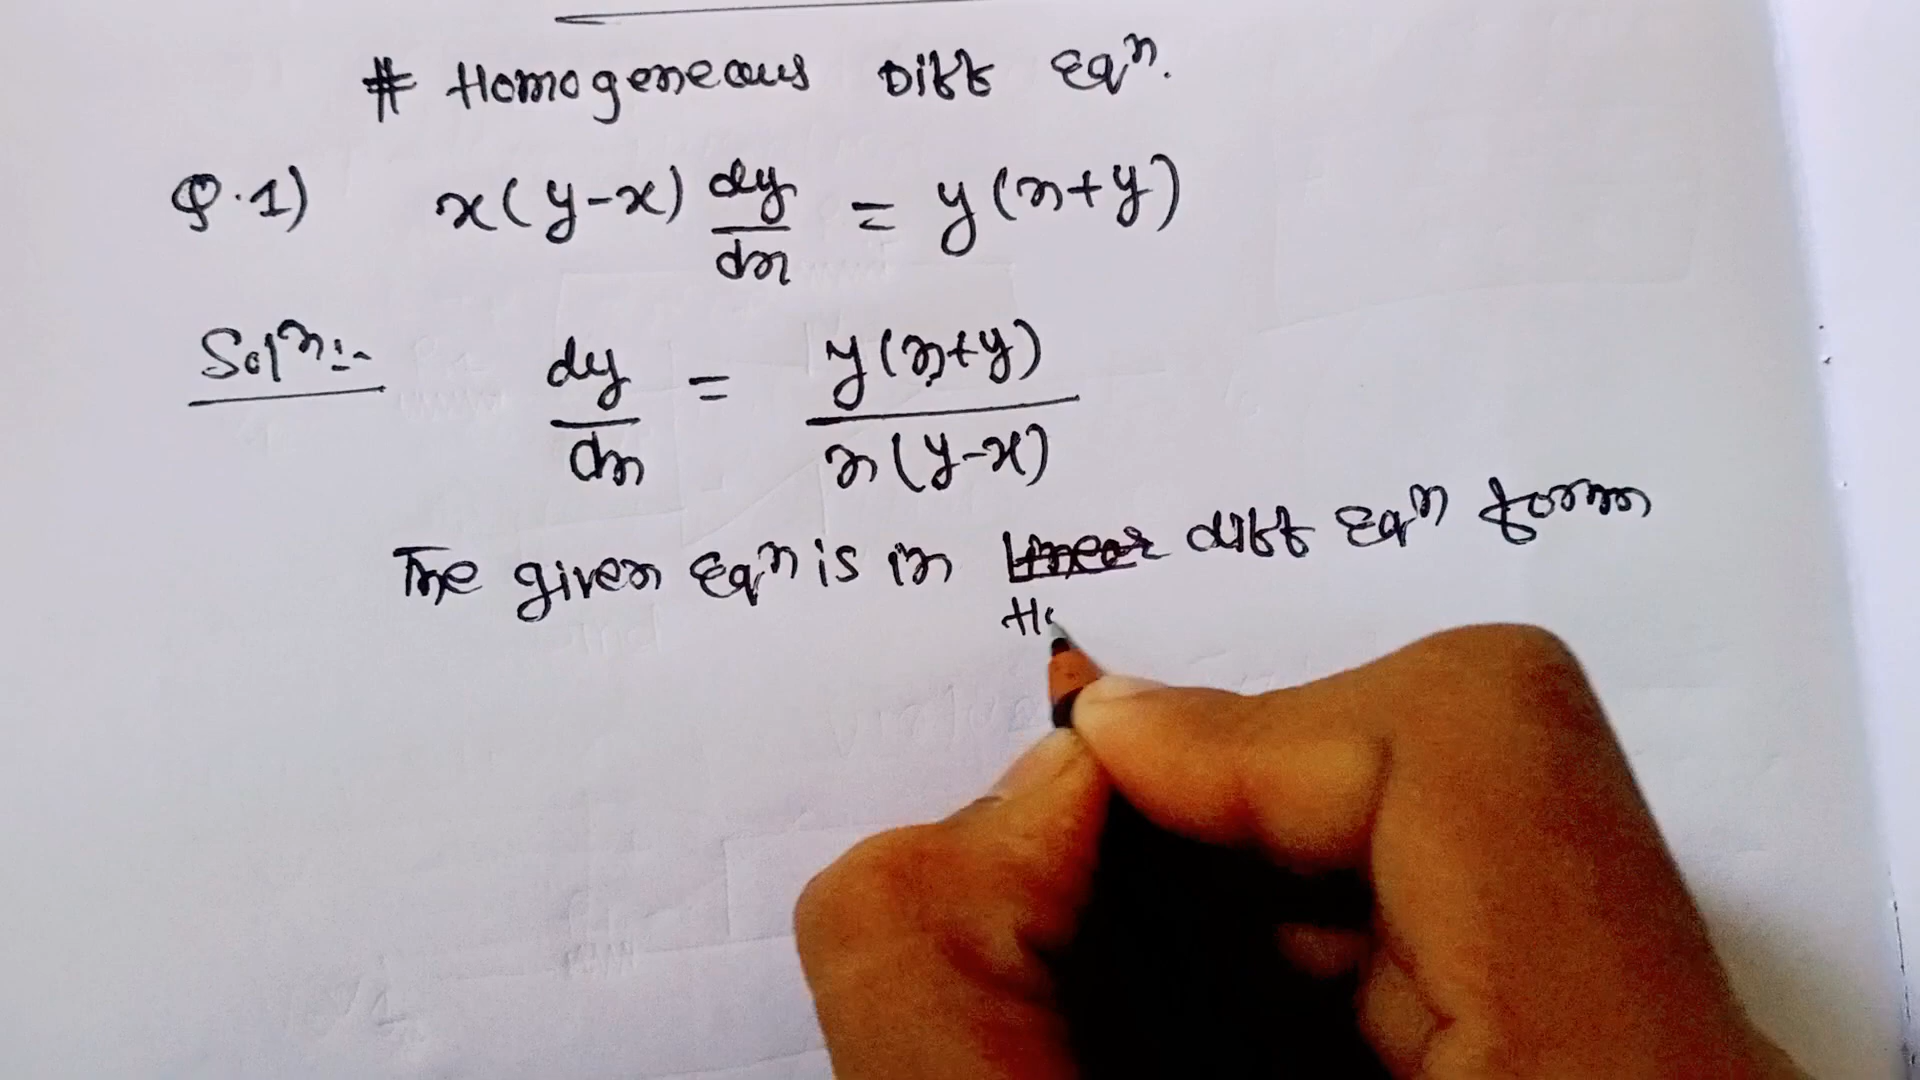 # Homogeneous Diff Eqⁿ.
Q.1) x(y-x) dy/dx = y(x+y)
Solⁿ:- dy/dx = y(x+y)/x(y-x)
The given Eqⁿ is in Linear diff Eqⁿ form
Ho